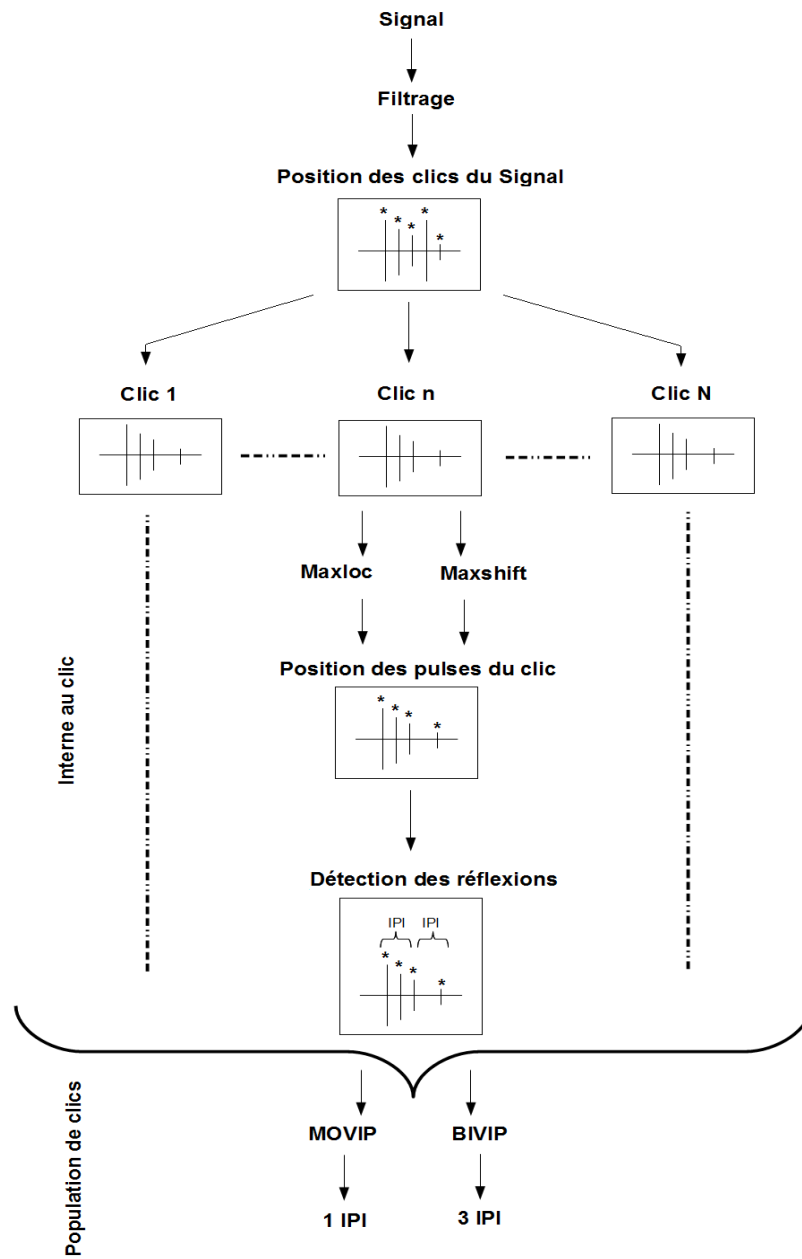 Signal
Filtrage
Position des clics du Signal
* * * * *
Clic 1
Clic n
Clic N
Maxloc
Maxshift
Position des pulses du clic
* * * *
Interne au clic
Détection des réflexions
IPI IPI
* * * *
Population de clics
MOVIP
BIVIP
1 IPI
3 IPI